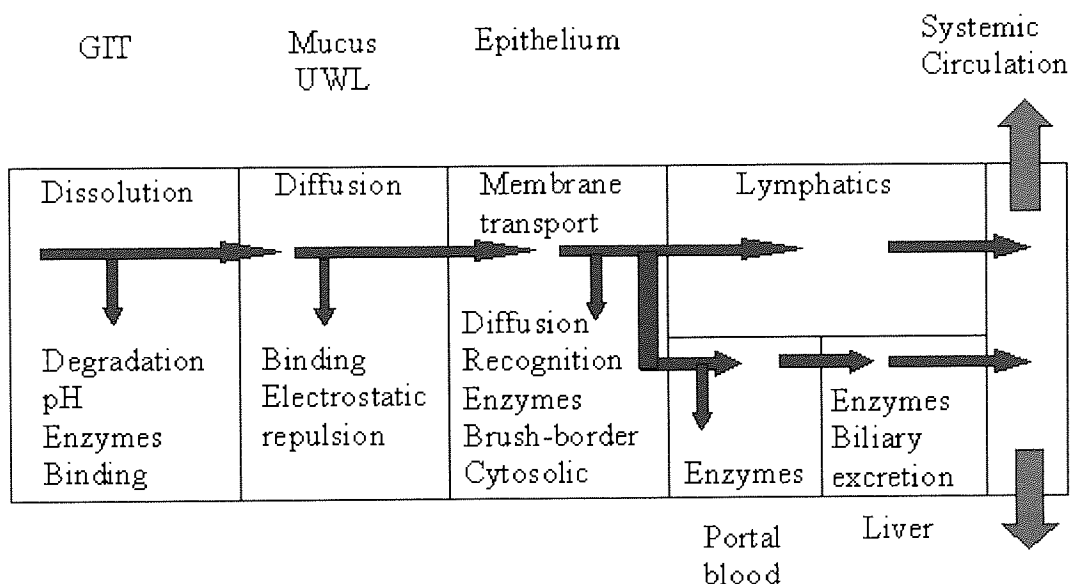 GIT
Mucus
UWL
Epithelium
Systemic
Circulation
Dissolution
Diffusion
Membrane
transport
Lymphatics
Degradation
pH
Enzymes
Binding
Binding
Electrostatic
repulsion
Diffusion
Recognition
Enzymes
Brush-border
Cytosolic
Enzymes
Enzymes
Biliary
excretion
Portal
blood
Liver